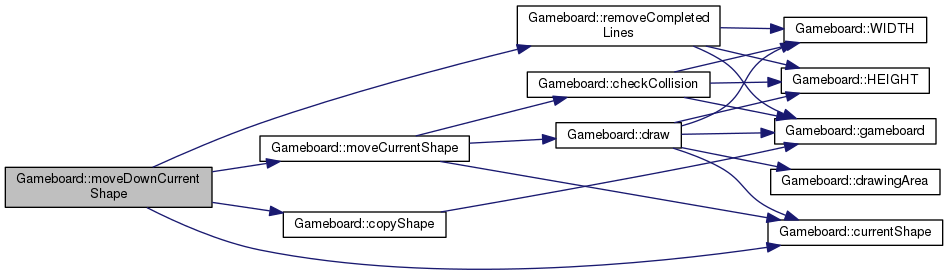 Gameboard::moveDownCurrent
Shape
Gameboard::removeCompleted
Lines
Gameboard::moveCurrentShape
Gameboard::copyShape
Gameboard::checkCollision
Gameboard::draw
Gameboard::WIDTH
Gameboard::HEIGHT
Gameboard::gameboard
Gameboard::drawingArea
Gameboard::currentShape